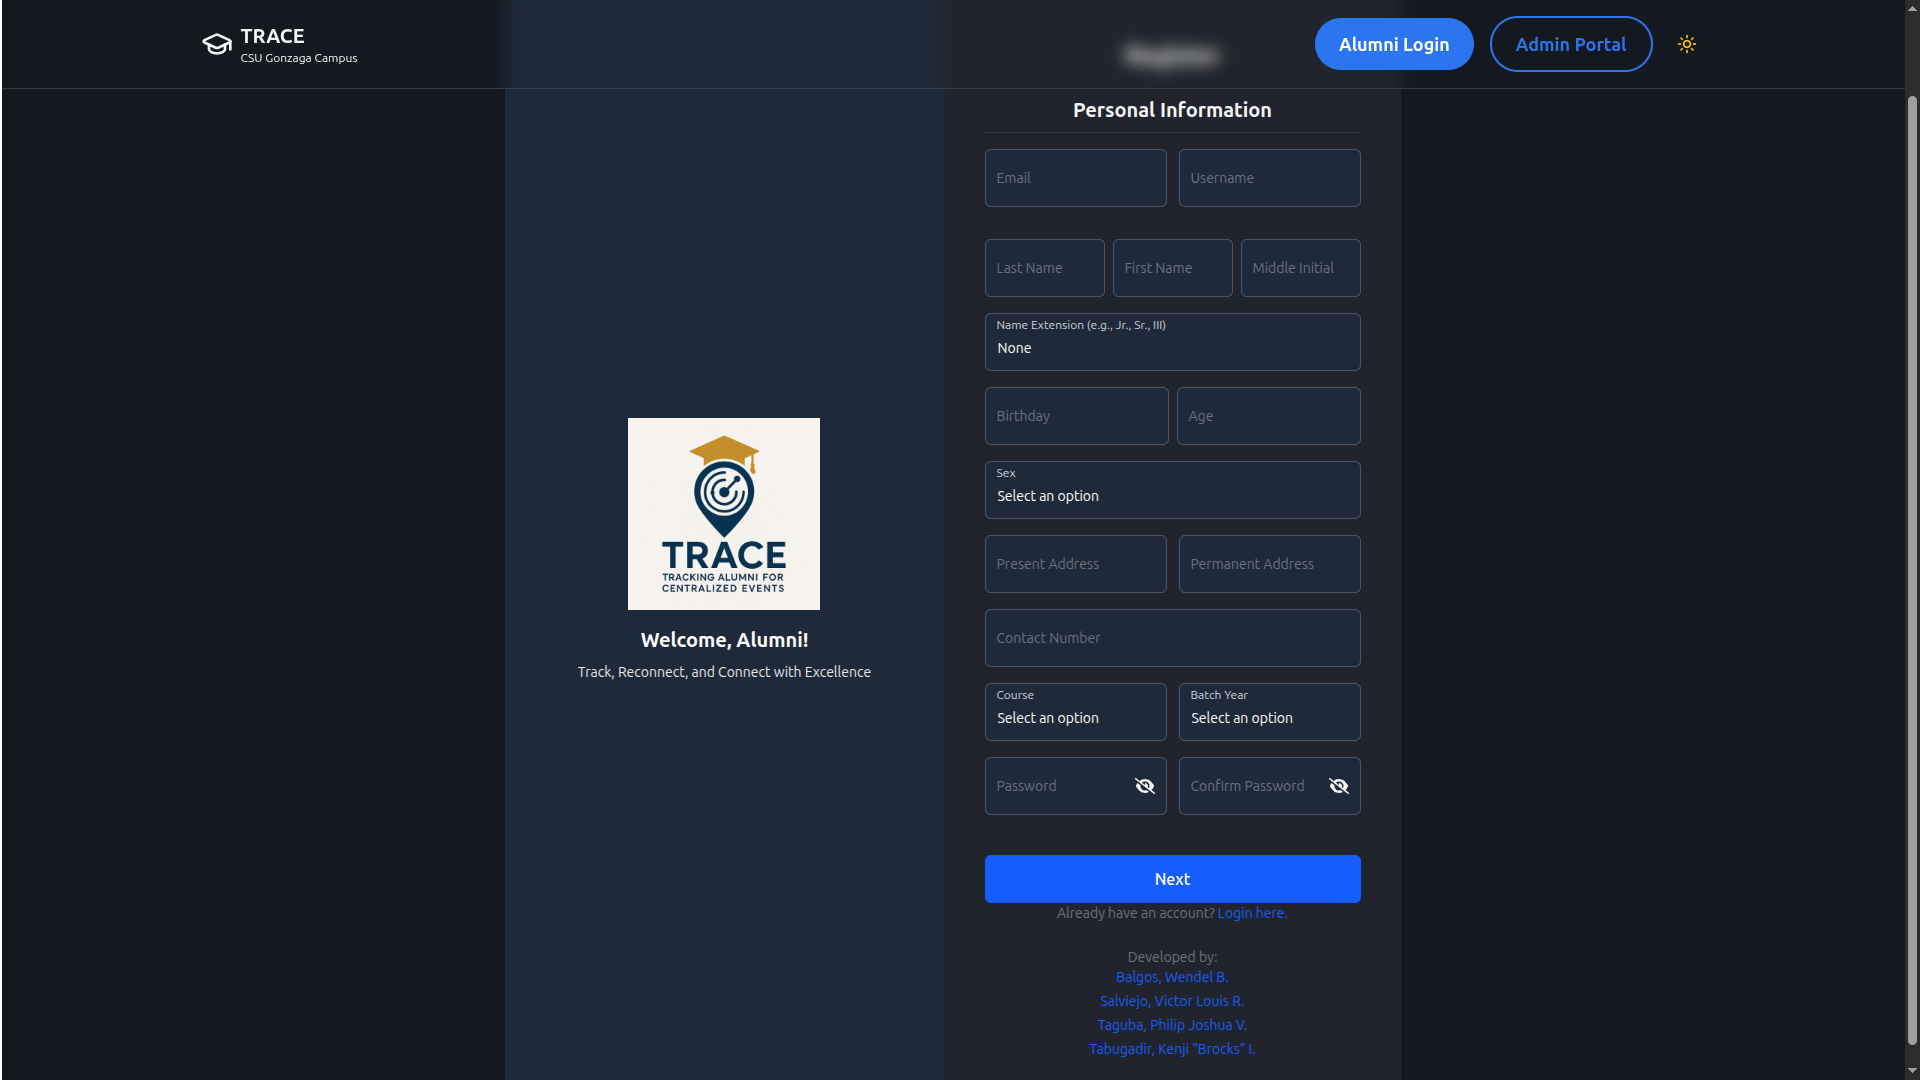 TRACE
CSU Gonzaga Campus
Alumni Login
Admin Portal
Register
Personal Information
Email
Username
Last Name
First Name
Middle Initial
Name Extension (e.g., Jr., Sr., III)
None
Birthday
Age
Sex
Select an option
Present Address
Permanent Address
Contact Number
Course
Select an option
Batch Year
Select an option
Password
Confirm Password
Next
Already have an account? Login here.
Developed by:
Balgos, Wendel B.
Salviejo, Victor Louis R.
Taguba, Philip Joshua V.
Tabugadir, Kenji "Brocks" I.
TRACE
TRACKING ALUMNI FOR
CENTRALIZED EVENTS
Welcome, Alumni!
Track, Reconnect, and Connect with Excellence